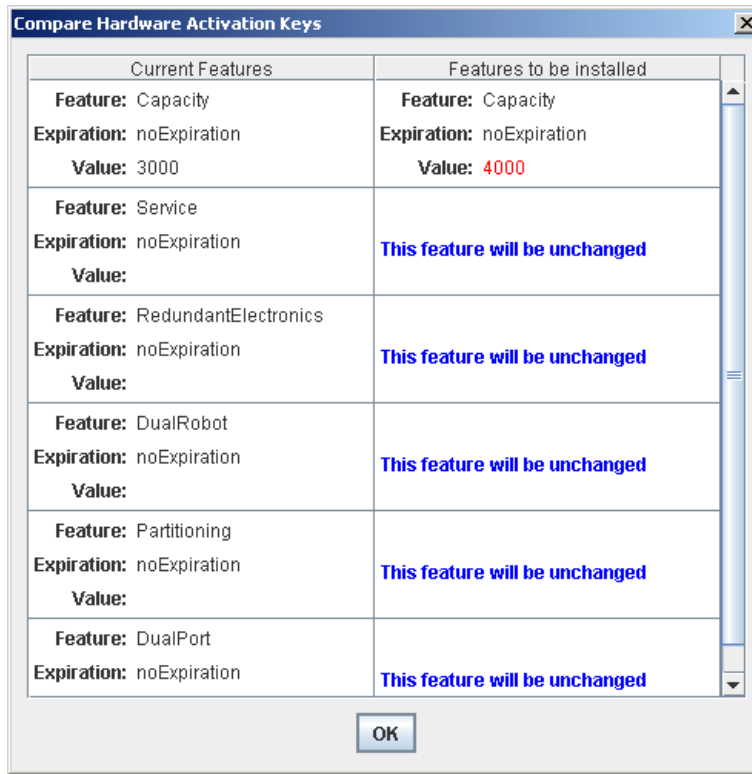 Compare Hardware Activation Keys
Current Features
Features to be installed
Feature: Capacity
Expiration: noExpiration
Value: 3000
Feature: Capacity
Expiration: noExpiration
Value: 4000
Feature: Service
Expiration: noExpiration
Value:
This feature will be unchanged
Feature: RedundantElectronics
Expiration: noExpiration
Value:
This feature will be unchanged
Feature: DualRobot
Expiration: noExpiration
Value:
This feature will be unchanged
Feature: Partitioning
Expiration: noExpiration
Value:
This feature will be unchanged
Feature: DualPort
Expiration: noExpiration
This feature will be unchanged
OK